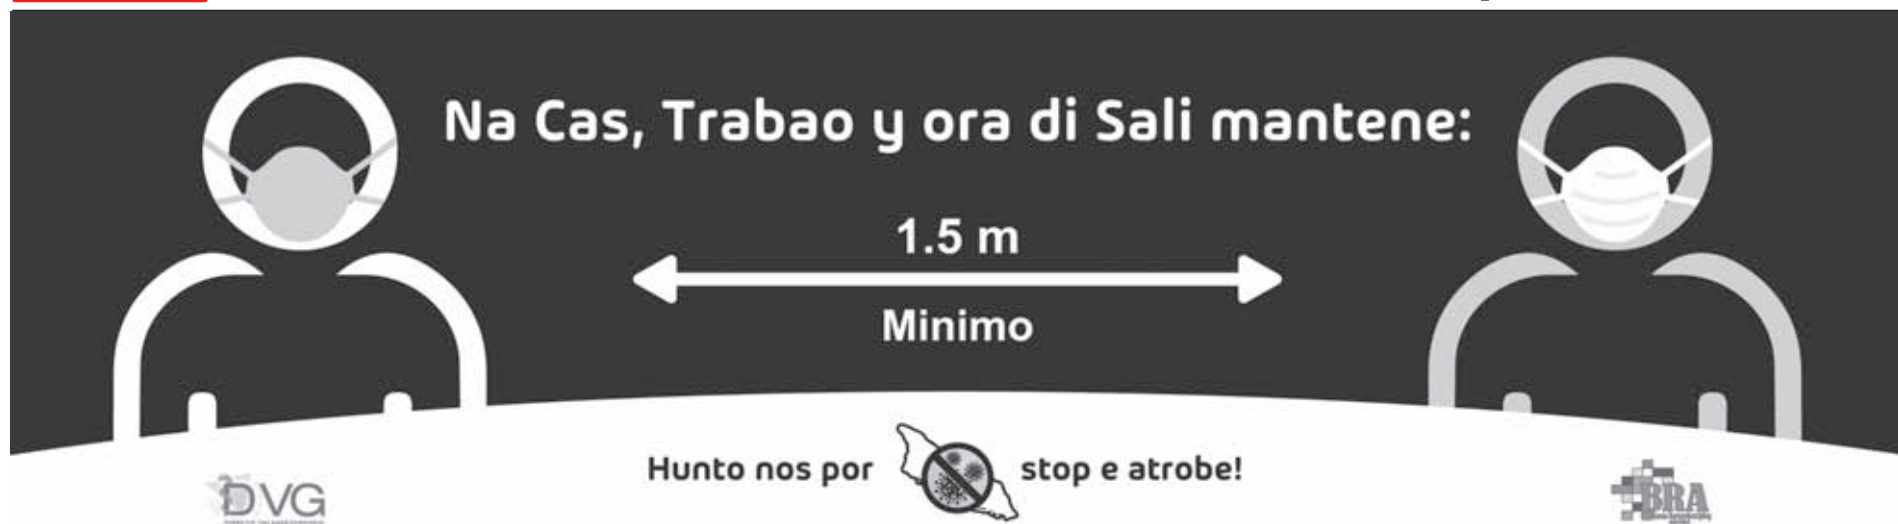 Na Cas, Trabao y ora di Sali mantene:
1.5 m
Minimo
Hunto nos por stop e atrobe!
DVG
BRA